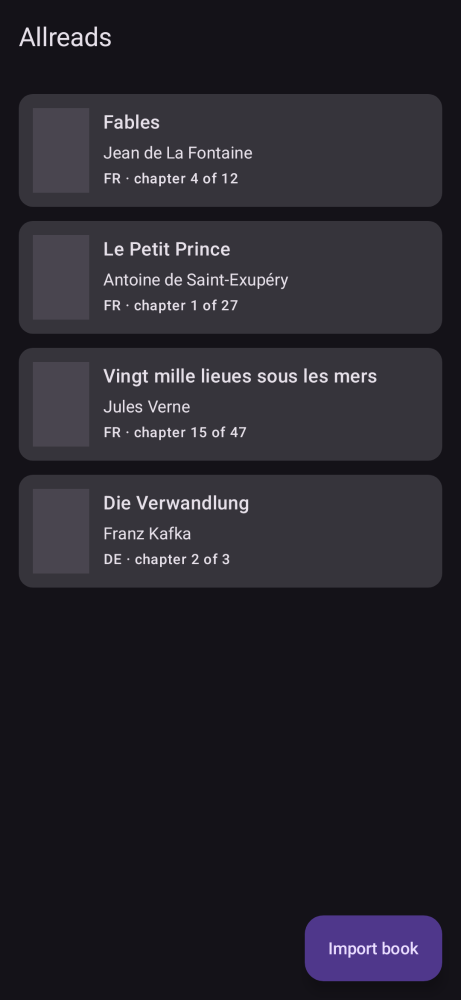 Allreads
Fables
Jean de La Fontaine
FR · chapter 4 of 12
Le Petit Prince
Antoine de Saint-Exupéry
FR · chapter 1 of 27
Vingt mille lieues sous les mers
Jules Verne
FR · chapter 15 of 47
Die Verwandlung
Franz Kafka
DE · chapter 2 of 3
Import book